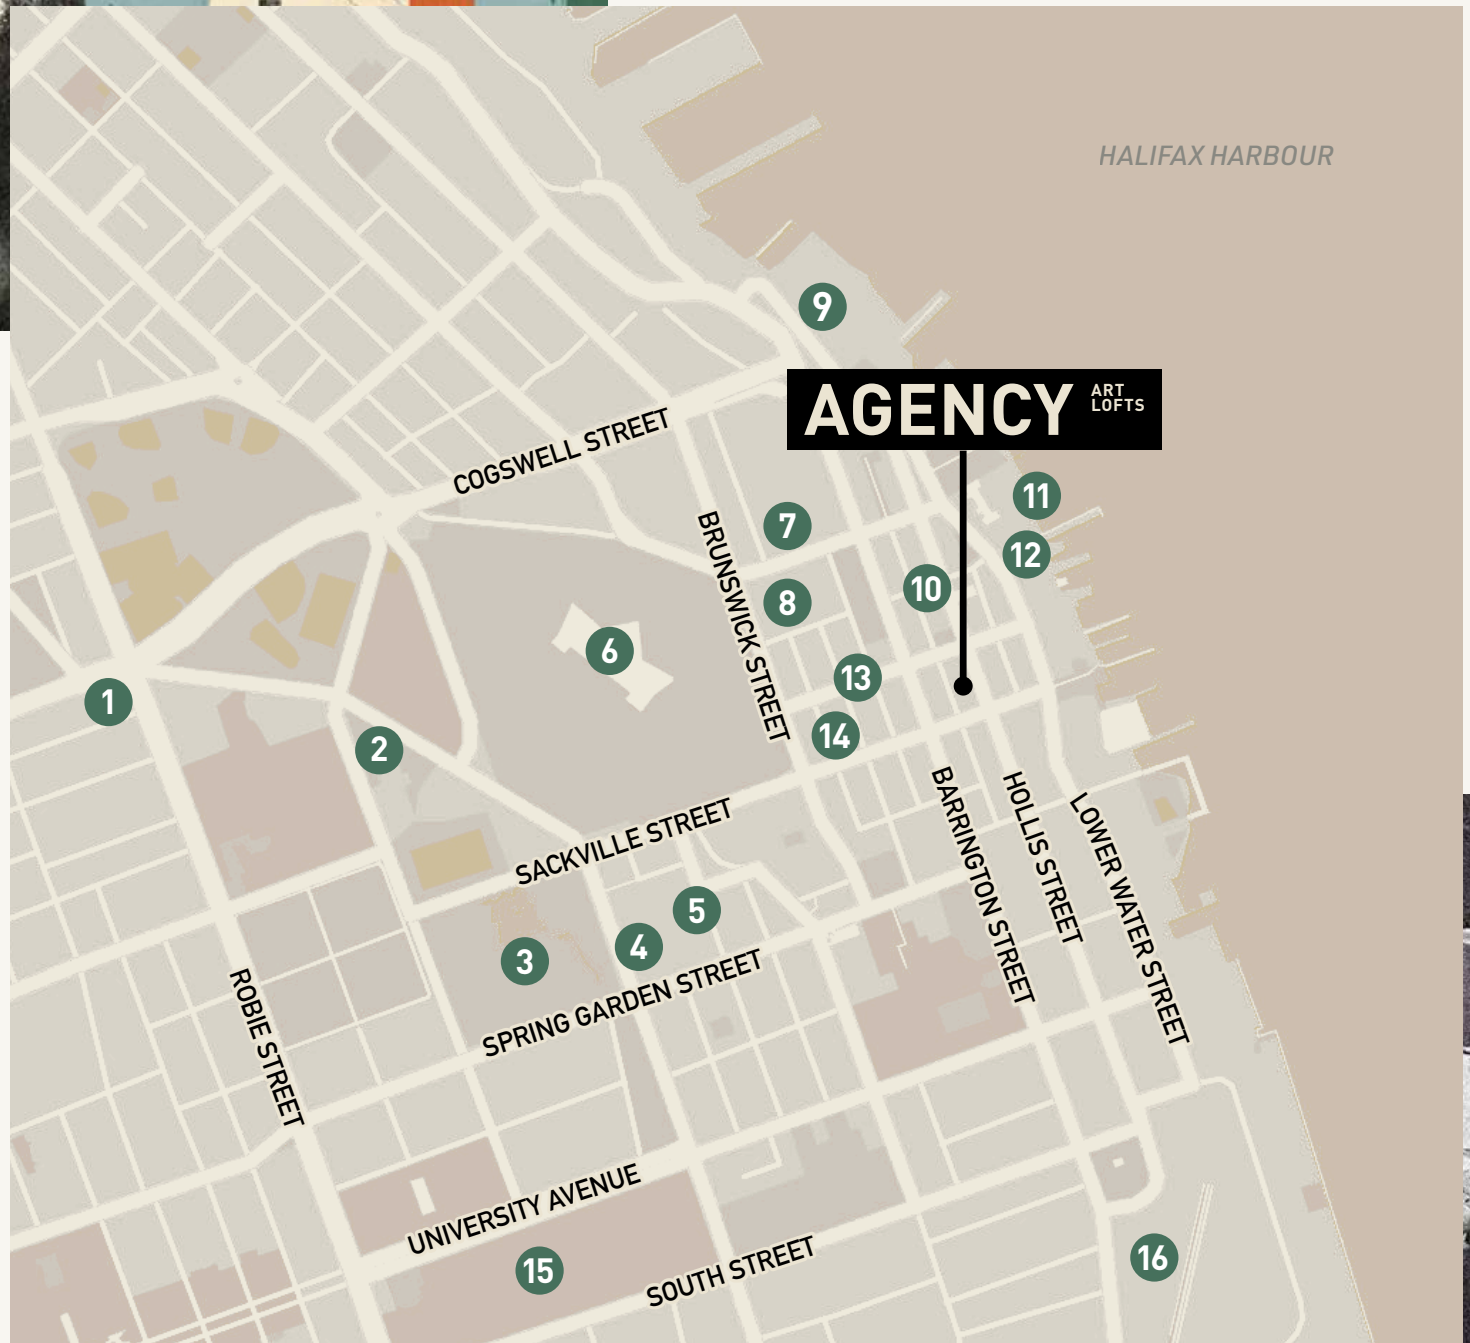 HALIFAX HARBOUR
9
AGENCY
ART
LOFTS
COGSWELL STREET
11
7
12
BRUNSWICK STREET
10
8
6
13
1
14
2
BARRINGTON STREET
HOLLIS STREET
LOWER WATER STREET
SACKVILLE STREET
5
4
3
SPRING GARDEN STREET
ROBIE STREET
UNIVERSITY AVENUE
15
SOUTH STREET
16